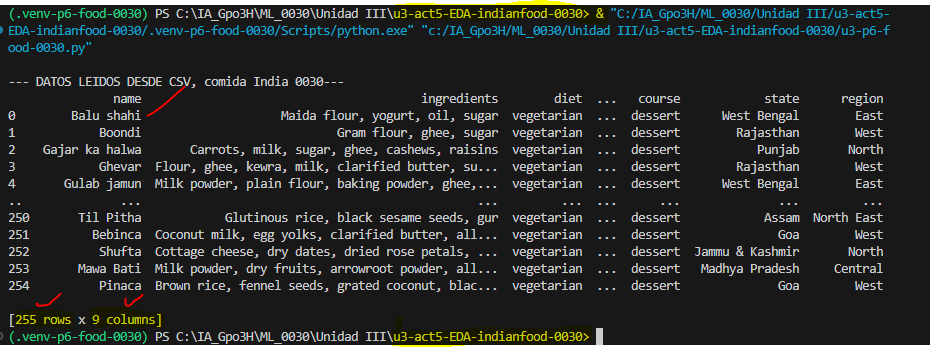 (.venv-p6-food-0030) PS C:\IA_Gpo3H\ML_0030\Unidad III\u3-act5-EDA-indianfood-0030> & "C:/IA_Gpo3H/ML_0030/Unidad III/u3-act5-
EDA-indianfood-0030/.venv-p6-food-0030/Scripts/python.exe" "c:/IA_Gpo3H/ML_0030/Unidad III/u3-act5-EDA-indianfood-0030/u3-p6-f
ood-0030.py"
--- DATOS LEIDOS DESDE CSV, comida India 0030---
name ingredients diet ... course state region
0 Balu shahi Maida flour, yogurt, oil, sugar vegetarian ... dessert West Bengal East
1 Boondi Gram flour, ghee, sugar vegetarian ... dessert Rajasthan West
2 Gajar ka halwa Carrots, milk, sugar, ghee, cashews, raisins vegetarian ... dessert Punjab North
3 Ghevar Flour, ghee, kewra, milk, clarified butter, su... vegetarian ... dessert Rajasthan West
4 Gulab jamun Milk powder, plain flour, baking powder, ghee,... vegetarian ... dessert West Bengal East
.. ... ... ... ... ... ... ...
250 Til Pitha Glutinous rice, black sesame seeds, gur vegetarian ... dessert Assam North East
251 Bebinca Coconut milk, egg yolks, clarified butter, all... vegetarian ... dessert Goa West
252 Shufta Cottage cheese, dry dates, dried rose petals, ... vegetarian ... dessert Jammu & Kashmir North
253 Mawa Bati Milk powder, dry fruits, arrowroot powder, all... vegetarian ... dessert Madhya Pradesh Central
254 Pinaca Brown rice, fennel seeds, grated coconut, blac... vegetarian ... dessert Goa West
[255 rows x 9 columns]
(.venv-p6-food-0030) PS C:\IA_Gpo3H\ML_0030\Unidad III\u3-act5-EDA-indianfood-0030>